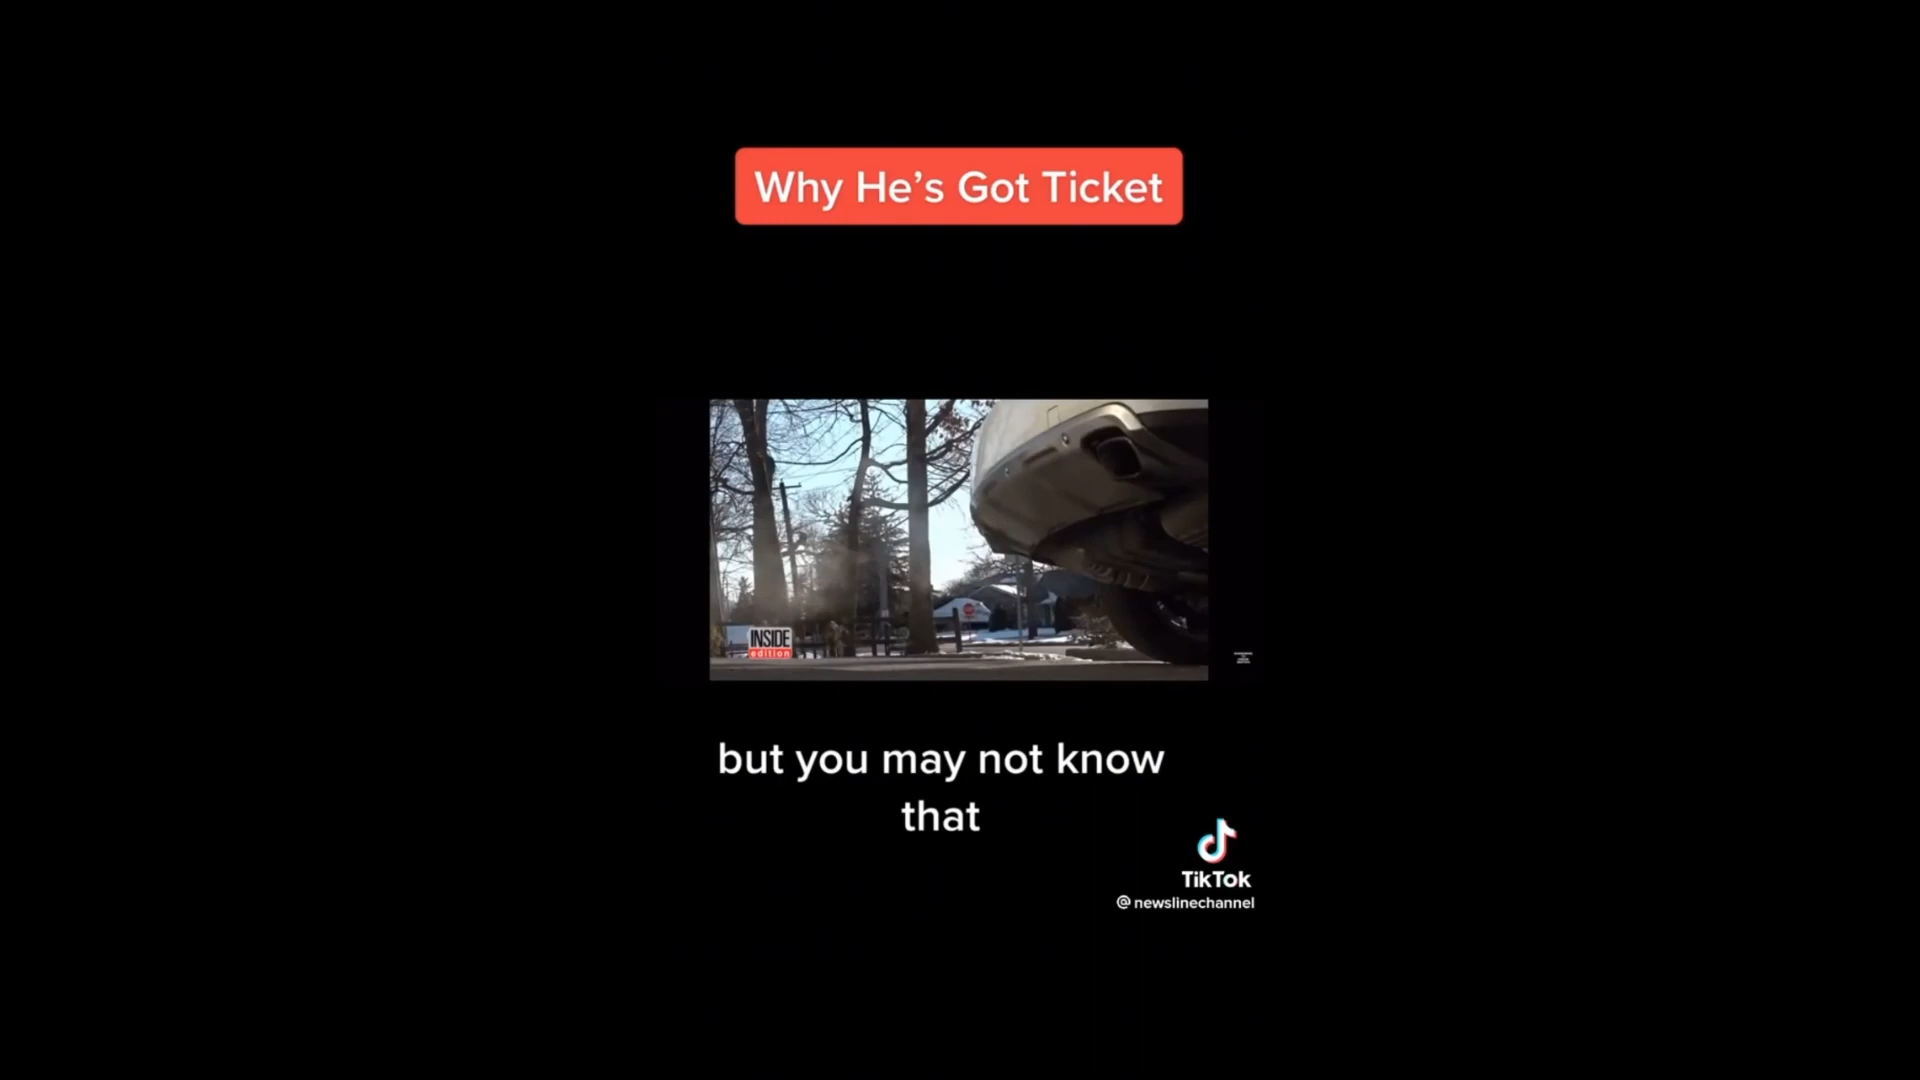 Why He’s Got Ticket
INSIDE
edition
but you may not know
that
TikTok
@newslinechannel